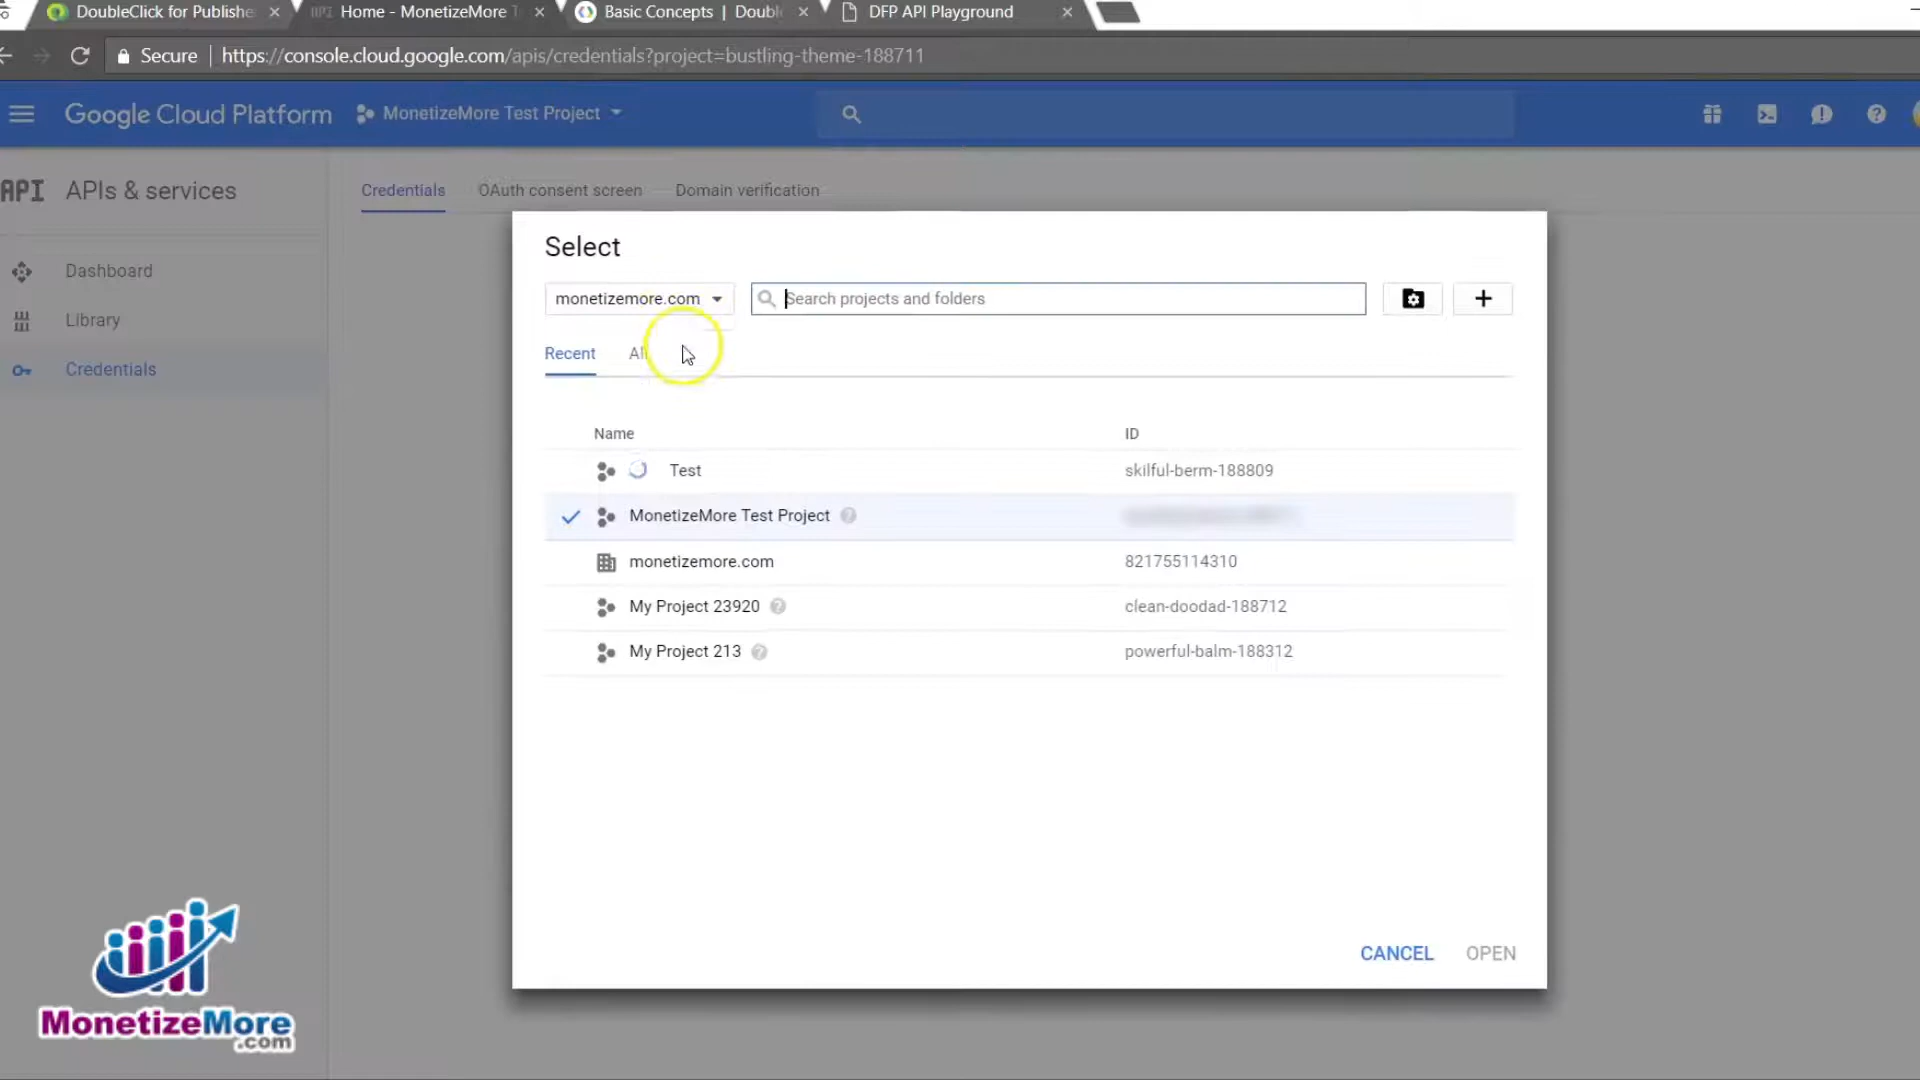 DoubleClick for Publishe
Home - MonetizeMore T
Basic Concepts | Doubl
DFP API Playground
Secure
https://console.cloud.google.com/apis/credentials?project=bustling-theme-188711
Google Cloud Platform
MonetizeMore Test Project
API APIs & services
Credentials
OAuth consent screen
Domain verification
Dashboard
Library
Credentials
Select
monetizemore.com
Search projects and folders
Recent
All
Name
ID
Test
skilful-berm-188809
MonetizeMore Test Project
monetizemore.com
821755114310
My Project 23920
clean-doodad-188712
My Project 213
powerful-balm-188312
CANCEL
OPEN
MonetizeMore
.com